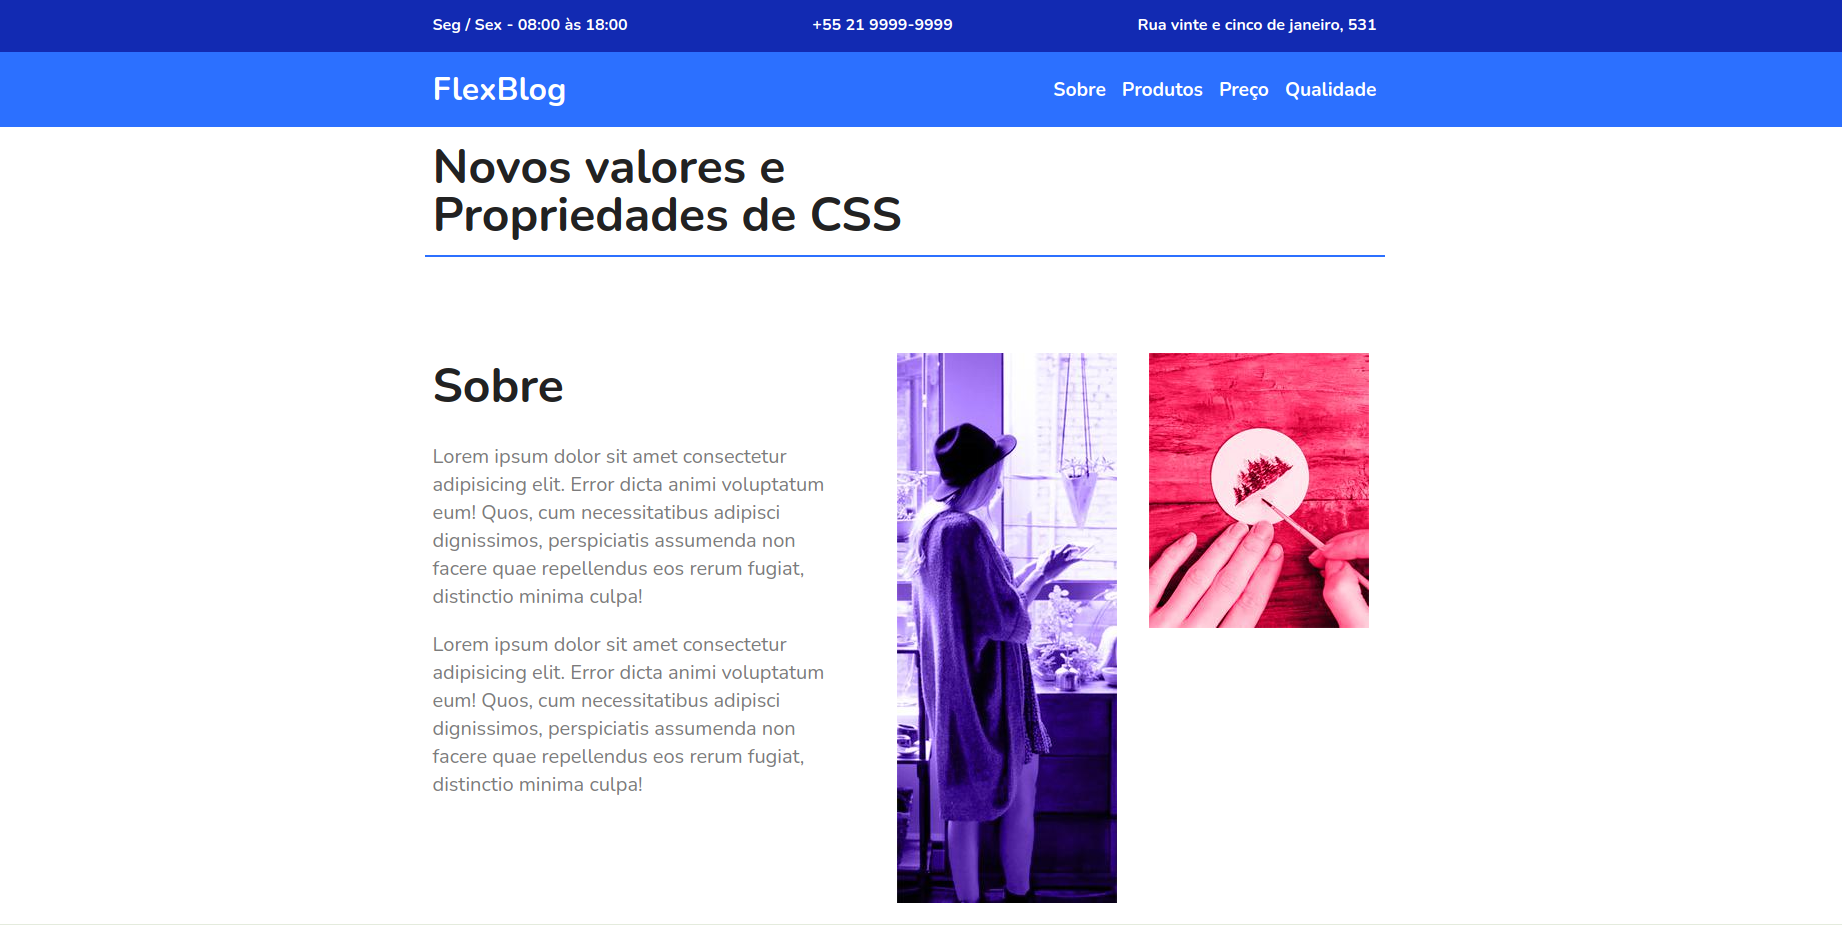 Seg / Sex - 08:00 às 18:00
+55 21 9999-9999
Rua vinte e cinco de janeiro, 531
FlexBlog
Sobre Produtos Preço Qualidade
Novos valores e
Propriedades de CSS
Sobre
Lorem ipsum dolor sit amet consectetur
adipisicing elit. Error dicta animi voluptatum
eum! Quos, cum necessitatibus adipisci
dignissimos, perspiciatis assumenda non
facere quae repellendus eos rerum fugiat,
distinctio minima culpa!
Lorem ipsum dolor sit amet consectetur
adipisicing elit. Error dicta animi voluptatum
eum! Quos, cum necessitatibus adipisci
dignissimos, perspiciatis assumenda non
facere quae repellendus eos rerum fugiat,
distinctio minima culpa!